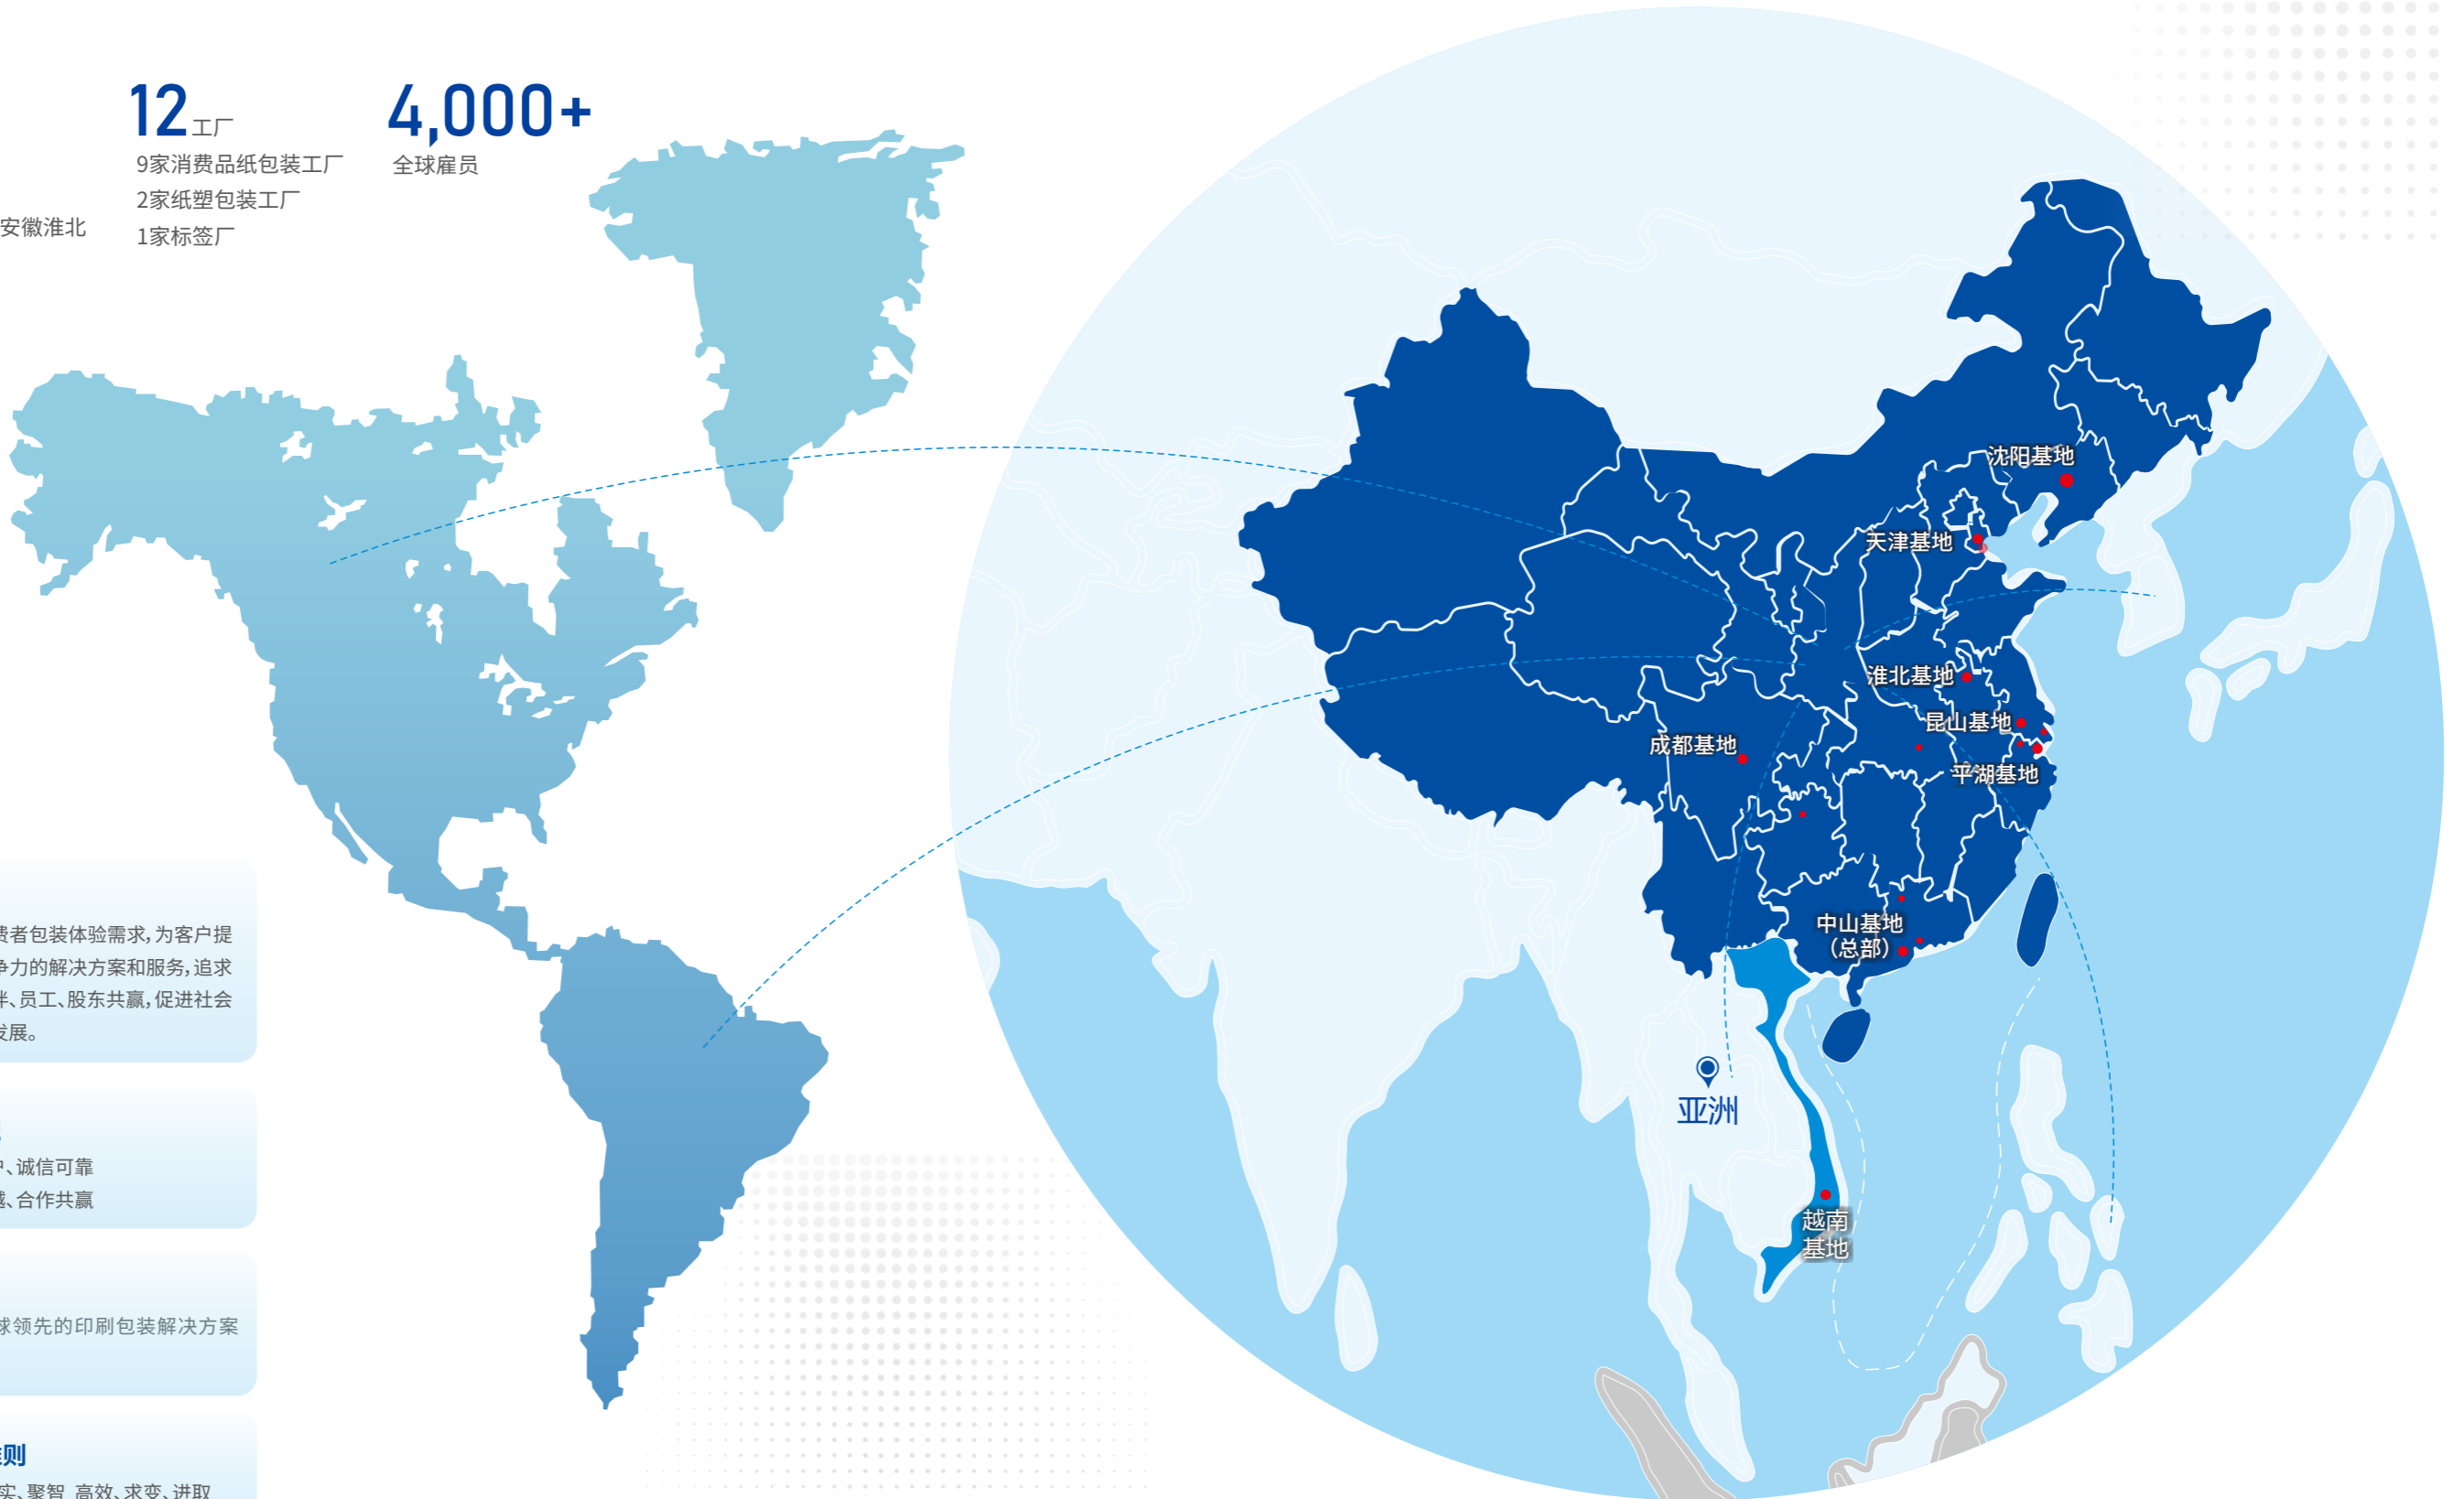 12工厂
9家消费品纸包装工厂
2家纸塑包装工厂
1家标签厂
4,000+
全球雇员
安徽淮北
费者包装体验需求,为客户提
争力的解决方案和服务,追求
伴、员工、股东共赢,促进社会
发展。
、诚信可靠
越、合作共赢
球领先的印刷包装解决方案
则
实、聚智 高效、求变、进取
沈阳基地
天津基地
淮北基地
昆山基地
成都基地
平湖基地
中山基地
(总部)
亚洲
越南
基地